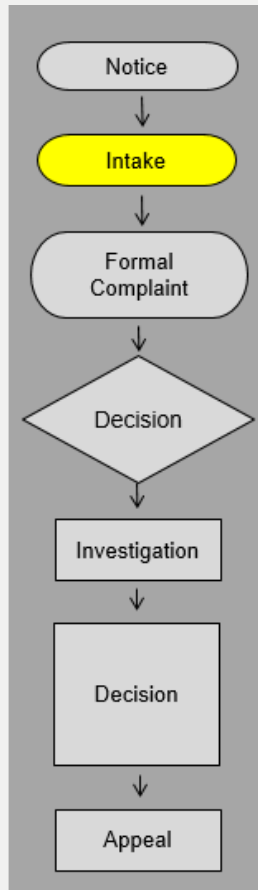 Notice
Intake
Formal
Complaint
Decision
Investigation
Decision
Appeal